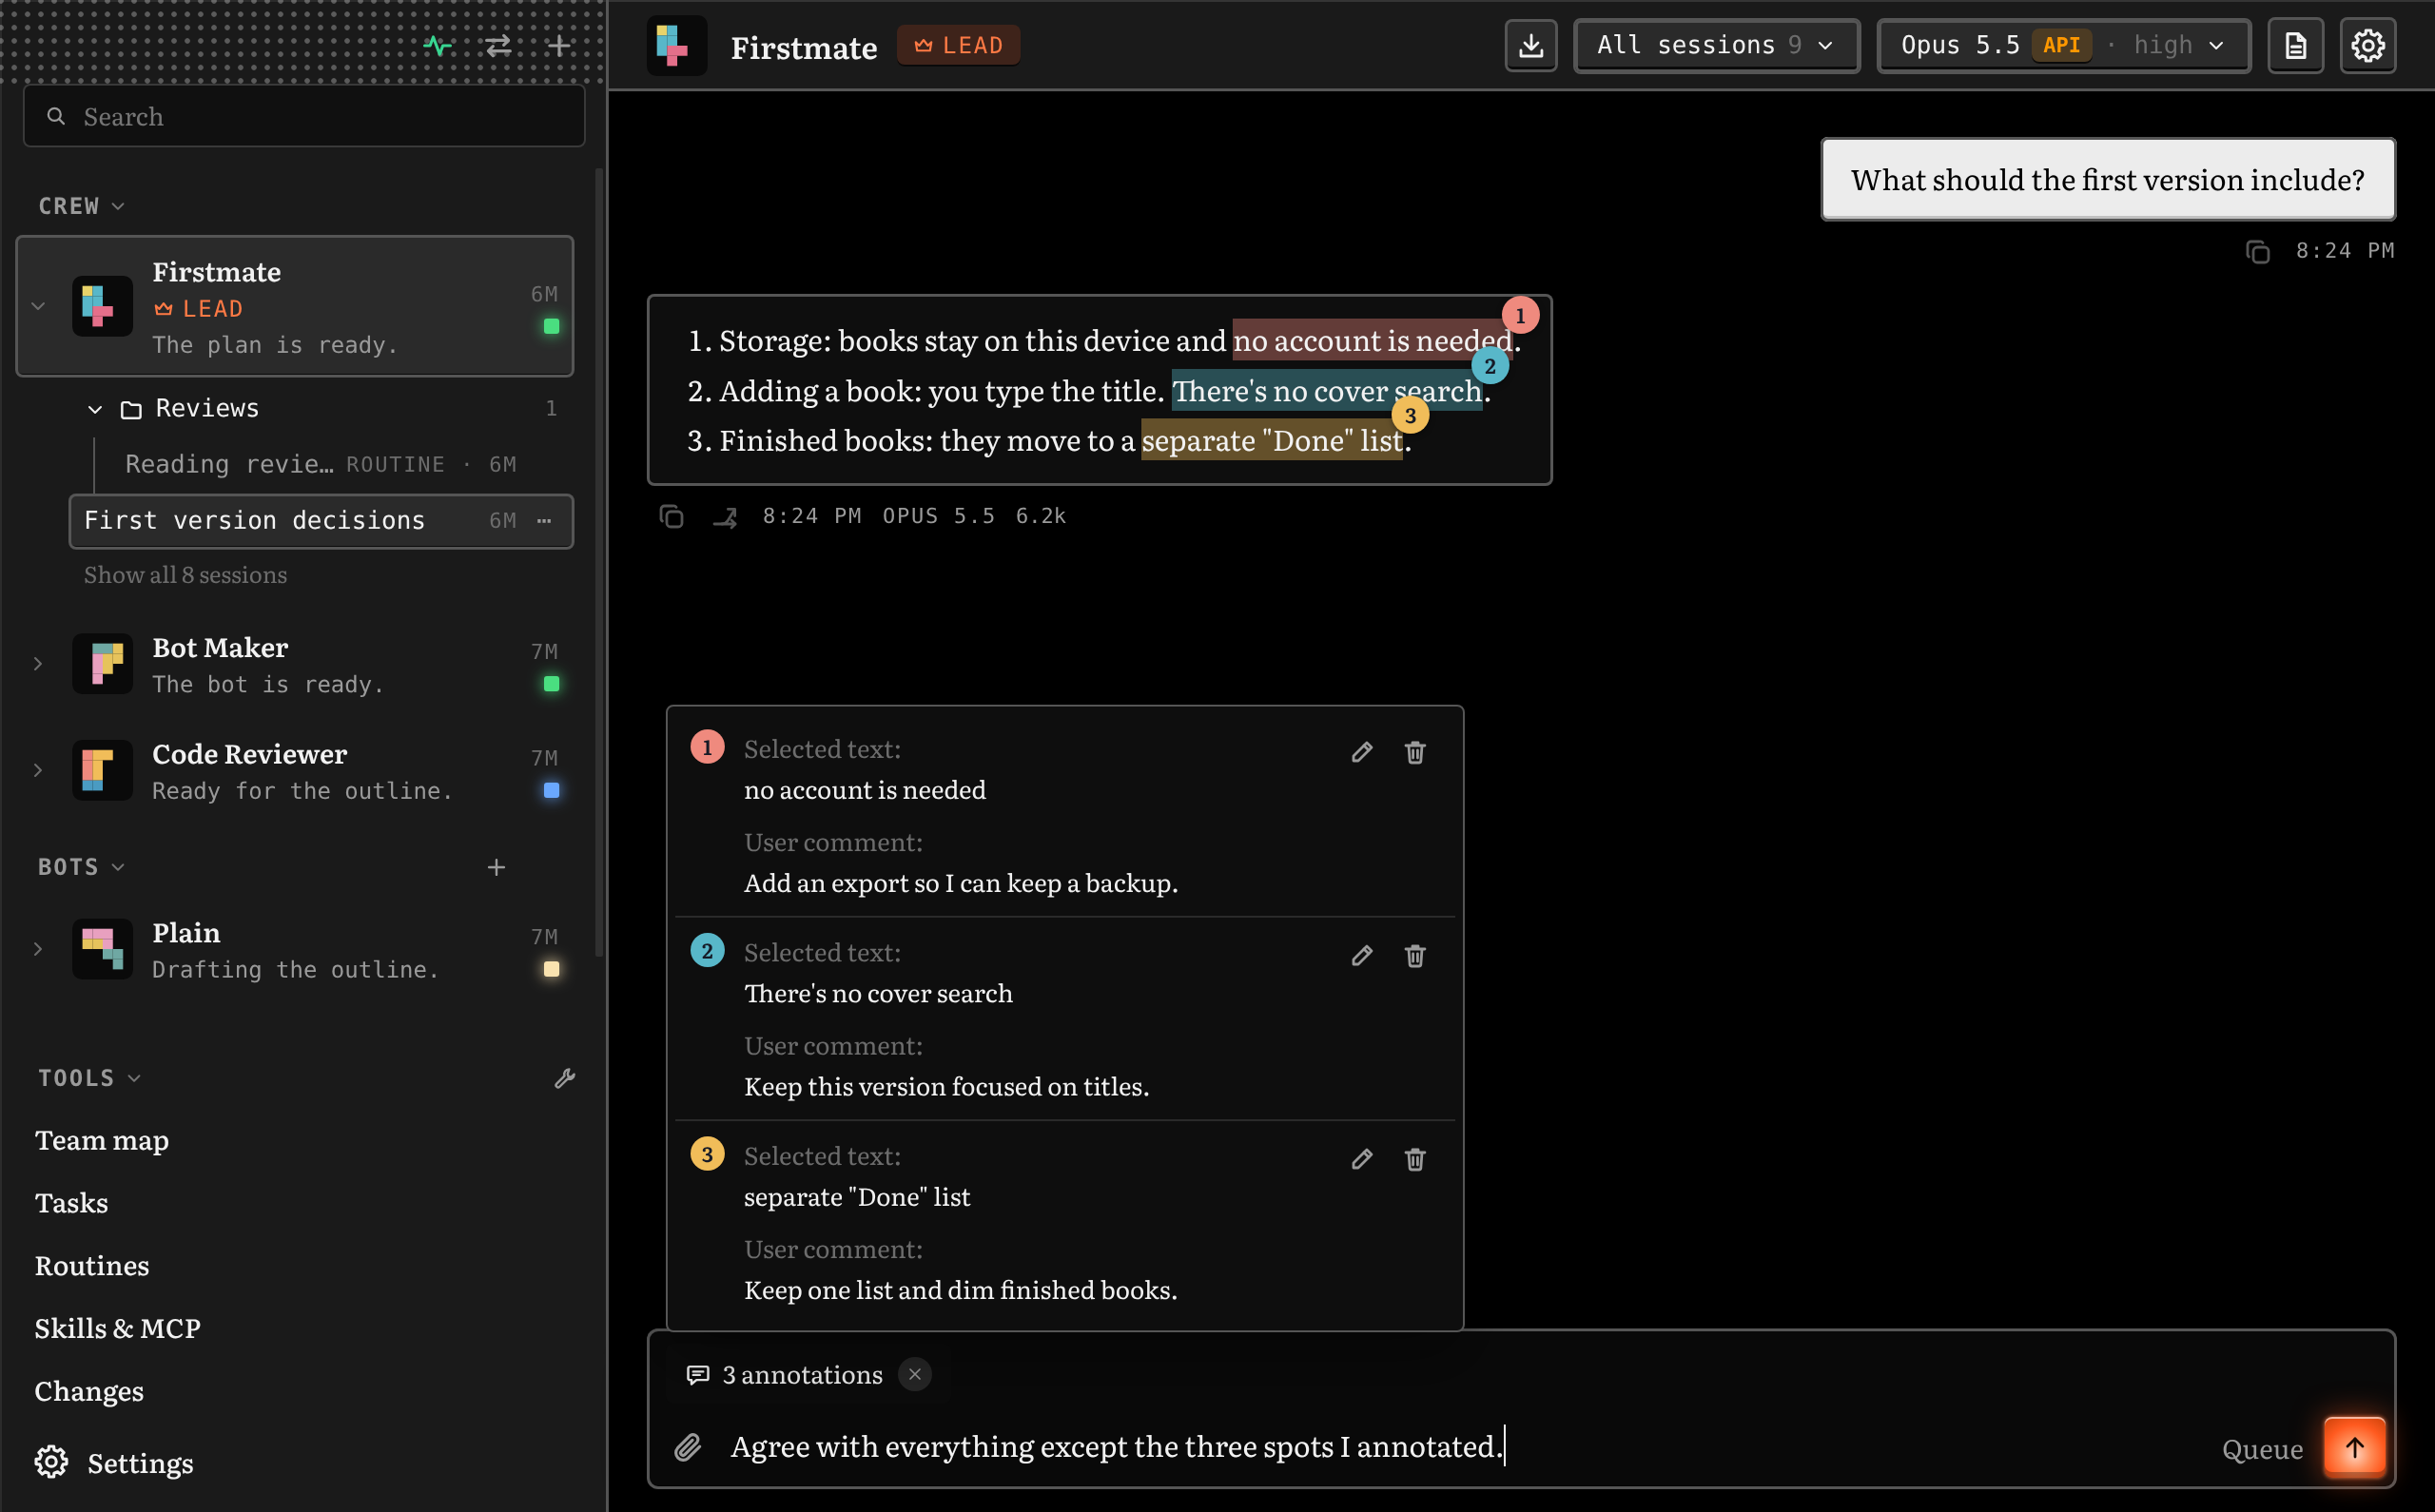 Search
CREW
Firstmate
LEAD
6M
The plan is ready.
Reviews 1
Reading revie… ROUTINE · 6M
First version decisions 6M
Show all 8 sessions
Bot Maker 7M
The bot is ready.
Code Reviewer 7M
Ready for the outline.
BOTS
Plain 7M
Drafting the outline.
TOOLS
Team map
Tasks
Routines
Skills & MCP
Changes
Settings
Firstmate LEAD
All sessions 9
Opus 5.5 API · high
What should the first version include?
8:24 PM
1
1. Storage: books stay on this device and no account is needed.
2
2. Adding a book: you type the title. There's no cover search.
3
3. Finished books: they move to a separate "Done" list.
8:24 PM OPUS 5.5 6.2k
1 Selected text:
no account is needed
User comment:
Add an export so I can keep a backup.
2 Selected text:
There's no cover search
User comment:
Keep this version focused on titles.
3 Selected text:
separate "Done" list
User comment:
Keep one list and dim finished books.
3 annotations
Agree with everything except the three spots I annotated.
Queue